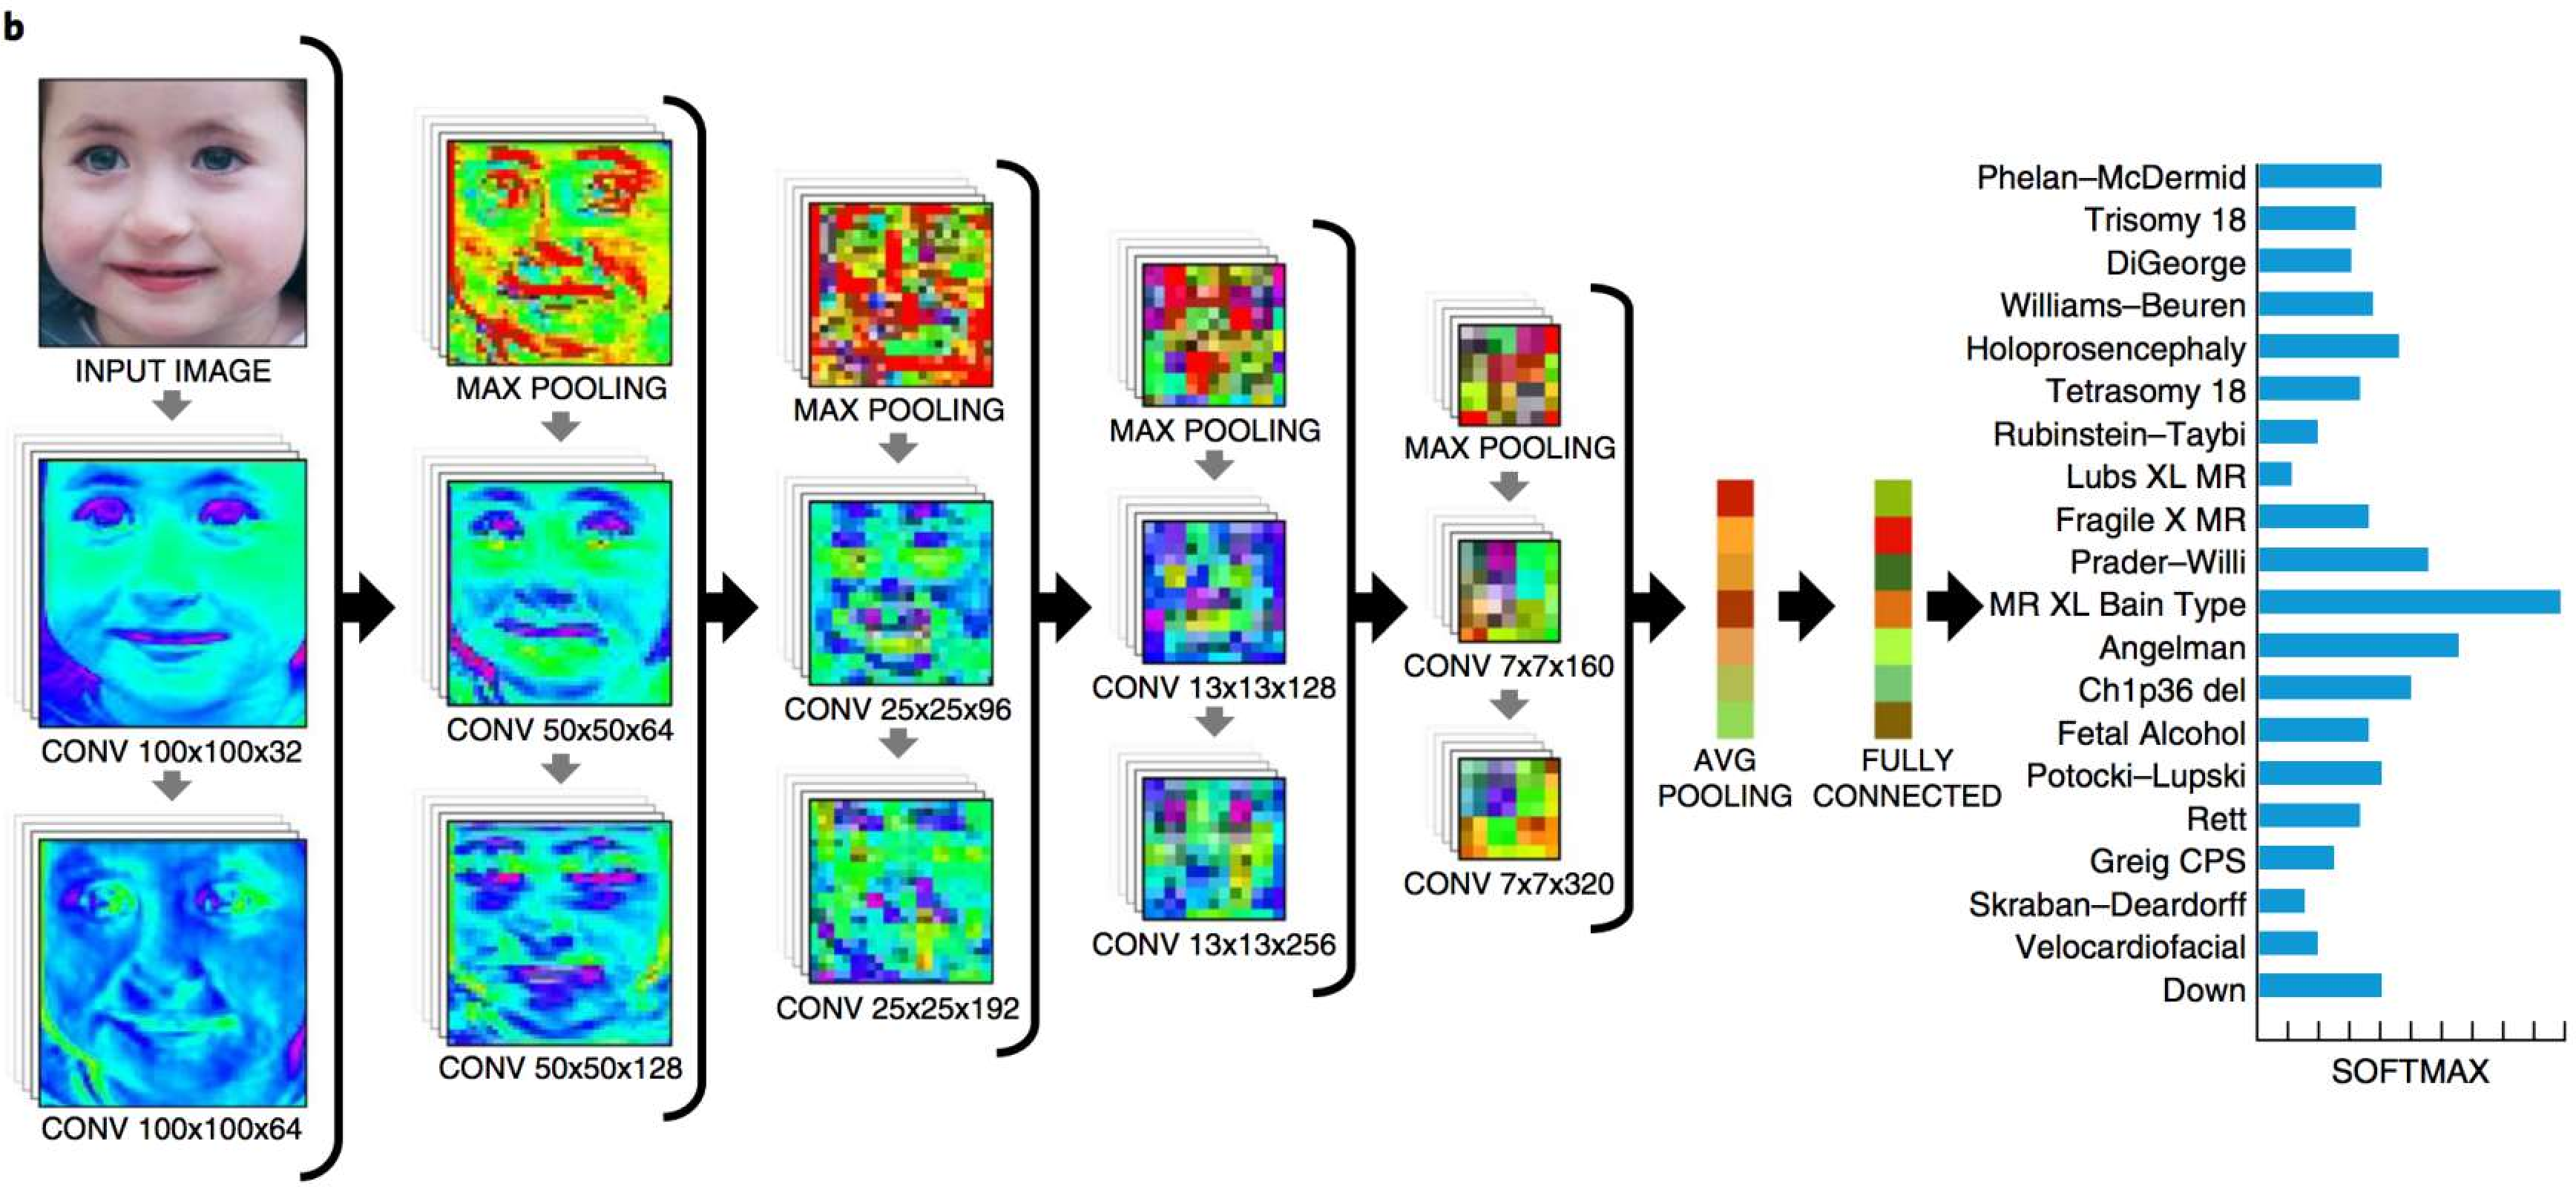 b
INPUT IMAGE
CONV 100x100x32
CONV 100x100x64
MAX POOLING
CONV 50x50x64
CONV 50x50x128
MAX POOLING
CONV 25x25x96
CONV 25x25x192
MAX POOLING
CONV 13x13x128
CONV 13x13x256
MAX POOLING
CONV 7x7x160
CONV 7x7x320
AVG
POOLING
FULLY
CONNECTED
Phelan–McDermid
Trisomy 18
DiGeorge
Williams–Beuren
Holoprosencephaly
Tetrasomy 18
Rubinstein–Taybi
Lubs XL MR
Fragile X MR
Prader–Willi
MR XL Bain Type
Angelman
Ch1p36 del
Fetal Alcohol
Potocki–Lupski
Rett
Greig CPS
Skraban–Deardorff
Velocardiofacial
Down
SOFTMAX